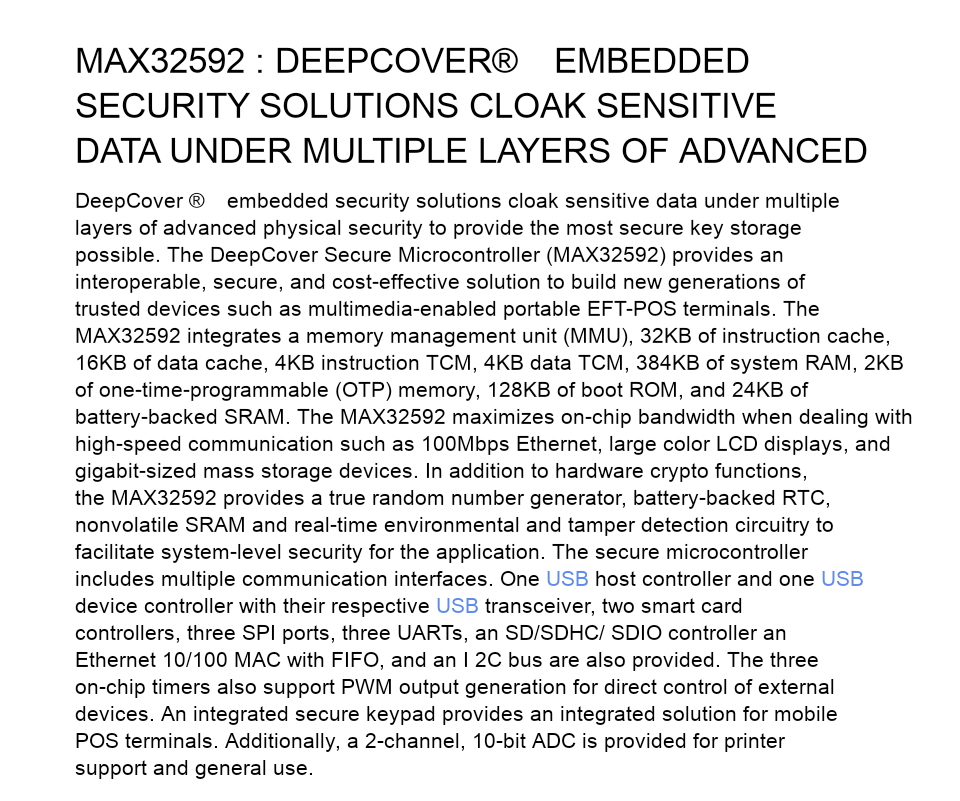 MAX32592 : DEEPCOVER® EMBEDDED
SECURITY SOLUTIONS CLOAK SENSITIVE
DATA UNDER MULTIPLE LAYERS OF ADVANCED
DeepCover ® embedded security solutions cloak sensitive data under multiple
layers of advanced physical security to provide the most secure key storage
possible. The DeepCover Secure Microcontroller (MAX32592) provides an
interoperable, secure, and cost-effective solution to build new generations of
trusted devices such as multimedia-enabled portable EFT-POS terminals. The
MAX32592 integrates a memory management unit (MMU), 32KB of instruction cache,
16KB of data cache, 4KB instruction TCM, 4KB data TCM, 384KB of system RAM, 2KB
of one-time-programmable (OTP) memory, 128KB of boot ROM, and 24KB of
battery-backed SRAM. The MAX32592 maximizes on-chip bandwidth when dealing with
high-speed communication such as 100Mbps Ethernet, large color LCD displays, and
gigabit-sized mass storage devices. In addition to hardware crypto functions,
the MAX32592 provides a true random number generator, battery-backed RTC,
nonvolatile SRAM and real-time environmental and tamper detection circuitry to
facilitate system-level security for the application. The secure microcontroller
includes multiple communication interfaces. One USB host controller and one USB
device controller with their respective USB transceiver, two smart card
controllers, three SPI ports, three UARTs, an SD/SDHC/ SDIO controller an
Ethernet 10/100 MAC with FIFO, and an I 2C bus are also provided. The three
on-chip timers also support PWM output generation for direct control of external
devices. An integrated secure keypad provides an integrated solution for mobile
POS terminals. Additionally, a 2-channel, 10-bit ADC is provided for printer
support and general use.